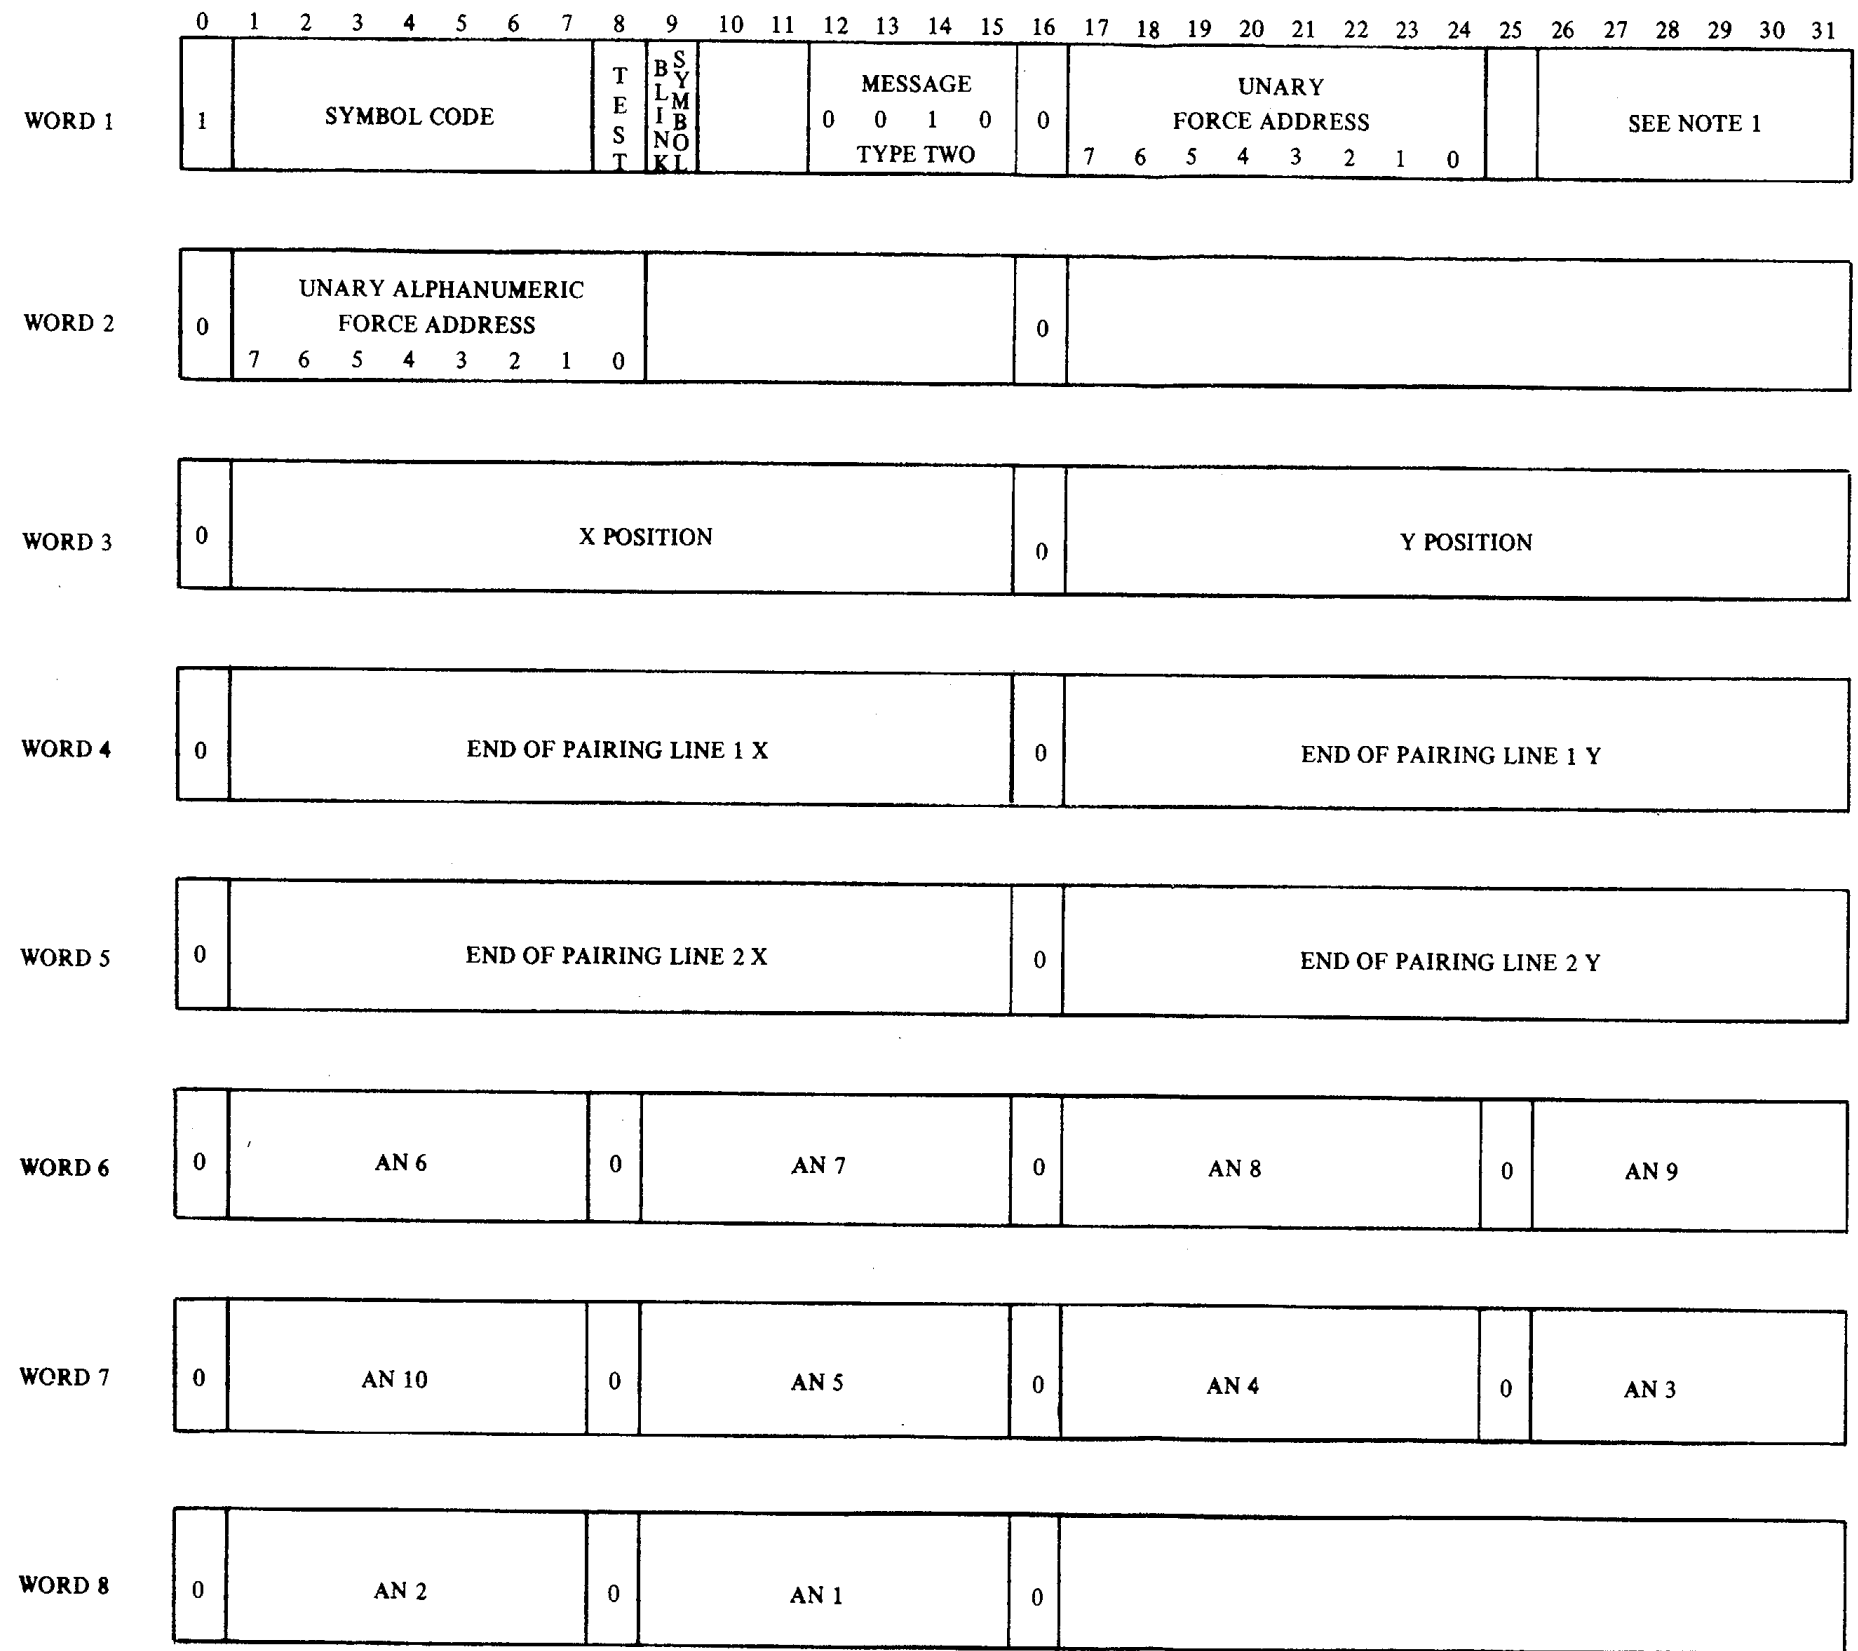 0 1 2 3 4 5 6 7 8 9 10 11 12 13 14 15 16 17 18 19 20 21 22 23 24 25 26 27 28 29 30 31
WORD 1
1
SYMBOL CODE
TEST
BLINK
SYMBOL
MESSAGE
0 0 1 0
TYPE TWO
0
UNARY
FORCE ADDRESS
7 6 5 4 3 2 1 0
SEE NOTE 1
WORD 2
0
UNARY ALPHANUMERIC
FORCE ADDRESS
7 6 5 4 3 2 1 0
0
WORD 3
0
X POSITION
0
Y POSITION
WORD 4
0
END OF PAIRING LINE 1 X
0
END OF PAIRING LINE 1 Y
WORD 5
0
END OF PAIRING LINE 2 X
0
END OF PAIRING LINE 2 Y
WORD 6
0
AN 6
0
AN 7
0
AN 8
0
AN 9
WORD 7
0
AN 10
0
AN 5
0
AN 4
0
AN 3
WORD 8
0
AN 2
0
AN 1
0